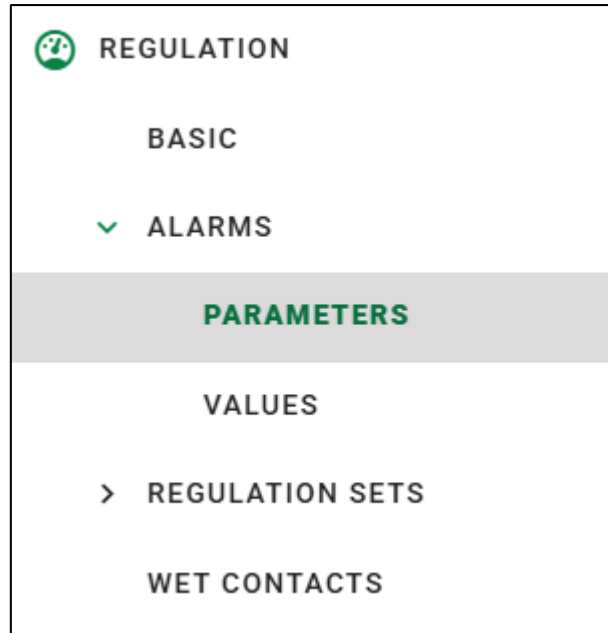 REGULATION
BASIC
ALARMS
PARAMETERS
VALUES
REGULATION SETS
WET CONTACTS